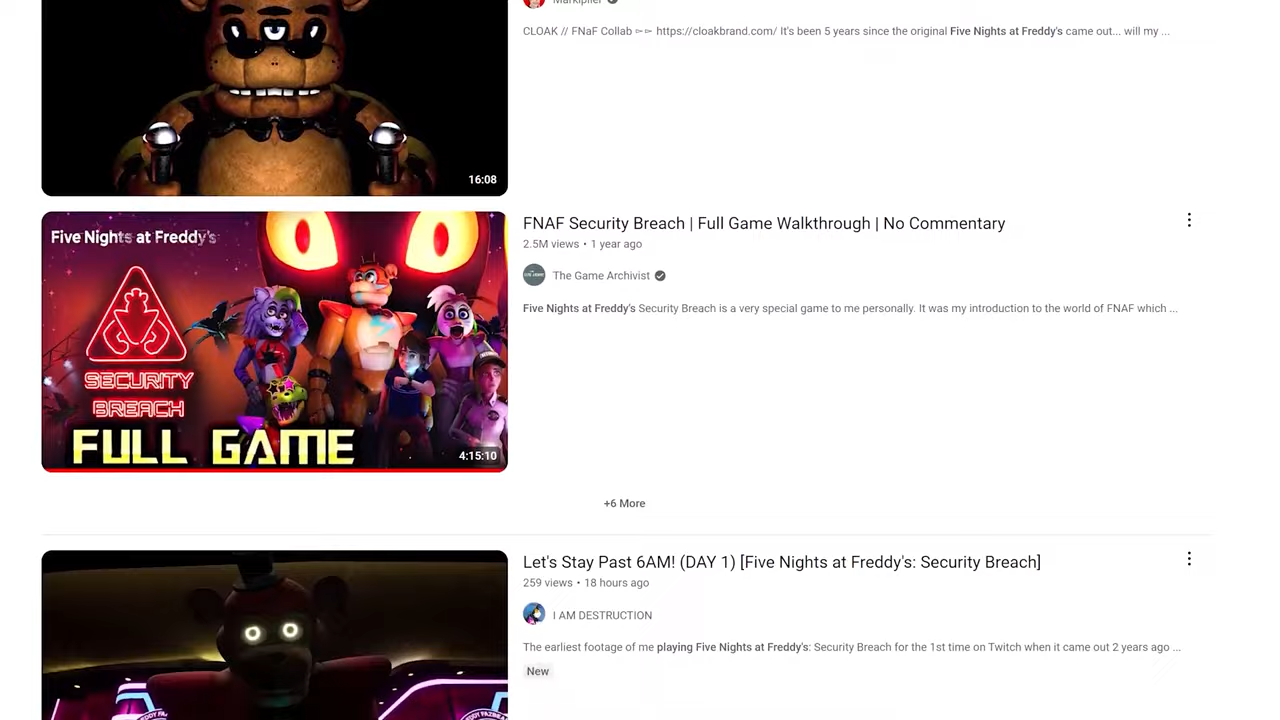 Markiplier
CLOAK // FNaF Collab ▻▻ https://cloakbrand.com/ It's been 5 years since the original Five Nights at Freddy's came out... will my ...
16:08
Five Nights at Freddy's
SECURITY
BREACH
FULL GAME
4:15:10
FNAF Security Breach | Full Game Walkthrough | No Commentary
2.5M views • 1 year ago
The Game Archivist
Five Nights at Freddy's Security Breach is a very special game to me personally. It was my introduction to the world of FNAF which ...
+6 More
Let's Stay Past 6AM! (DAY 1) [Five Nights at Freddy's: Security Breach]
259 views • 18 hours ago
I AM DESTRUCTION
The earliest footage of me playing Five Nights at Freddy's: Security Breach for the 1st time on Twitch when it came out 2 years ago ...
New